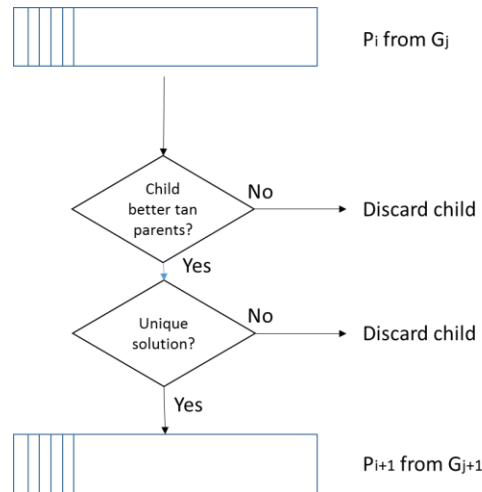 Pi from Gj
Child
better tan
parents?
No
Discard child
Yes
Unique
solution?
No
Discard child
Yes
Pi+1 from Gj+1